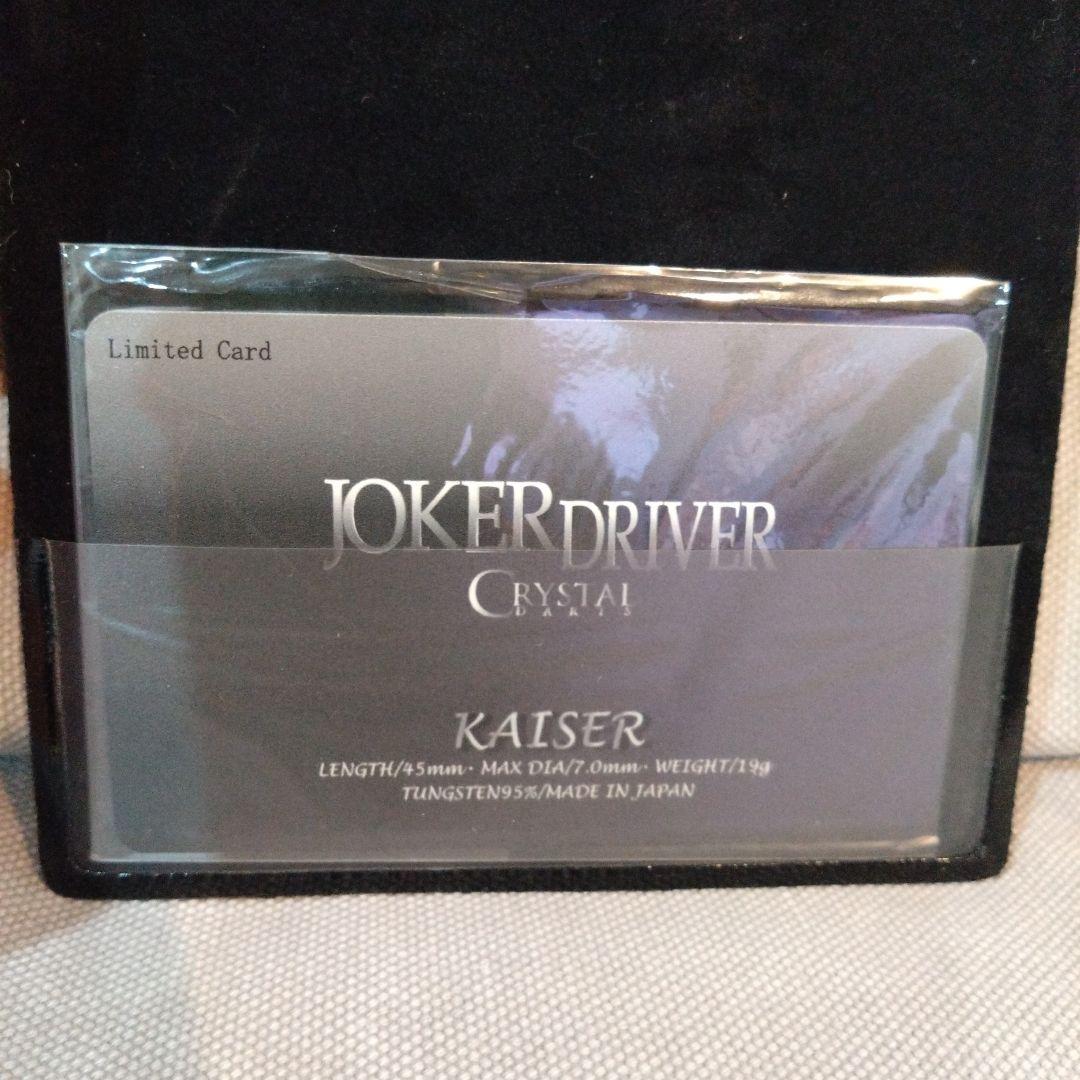 Limited Card
JOKER DRIVER
CRYSTAL
DARTS
KAISER
LENGTH/45mm・MAX DIA/7.0mm・WEIGHT/19g
TUNGSTEN95%/MADE IN JAPAN